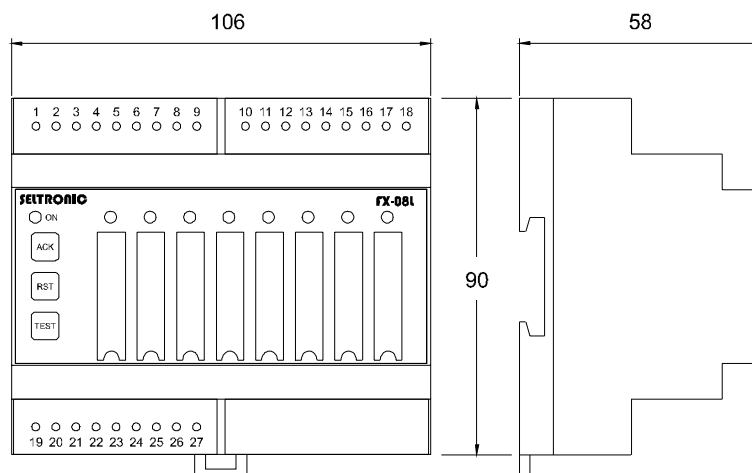 106
58
1 2 3 4 5 6 7 8 9
10 11 12 13 14 15 16 17 18
SELTRONIC
FX-08L
ON
ACK
RST
TEST
90
19 20 21 22 23 24 25 26 27